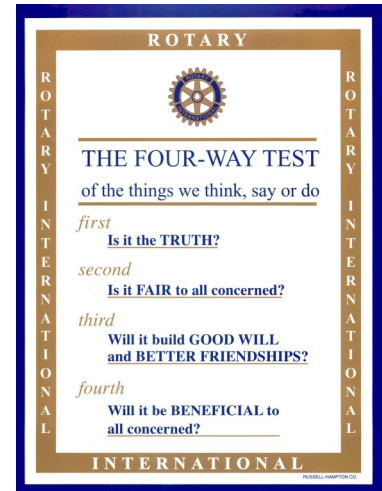 ROTARY
ROTARY INTERNATIONAL
ROTARY INTERNATIONAL
ROTARY
INTERNATIONAL
THE FOUR-WAY TEST
of the things we think, say or do
first
Is it the TRUTH?
second
Is it FAIR to all concerned?
third
Will it build GOOD WILL
and BETTER FRIENDSHIPS?
fourth
Will it be BENEFICIAL to
all concerned?
INTERNATIONAL
RUSSELL-HAMPTON CO.